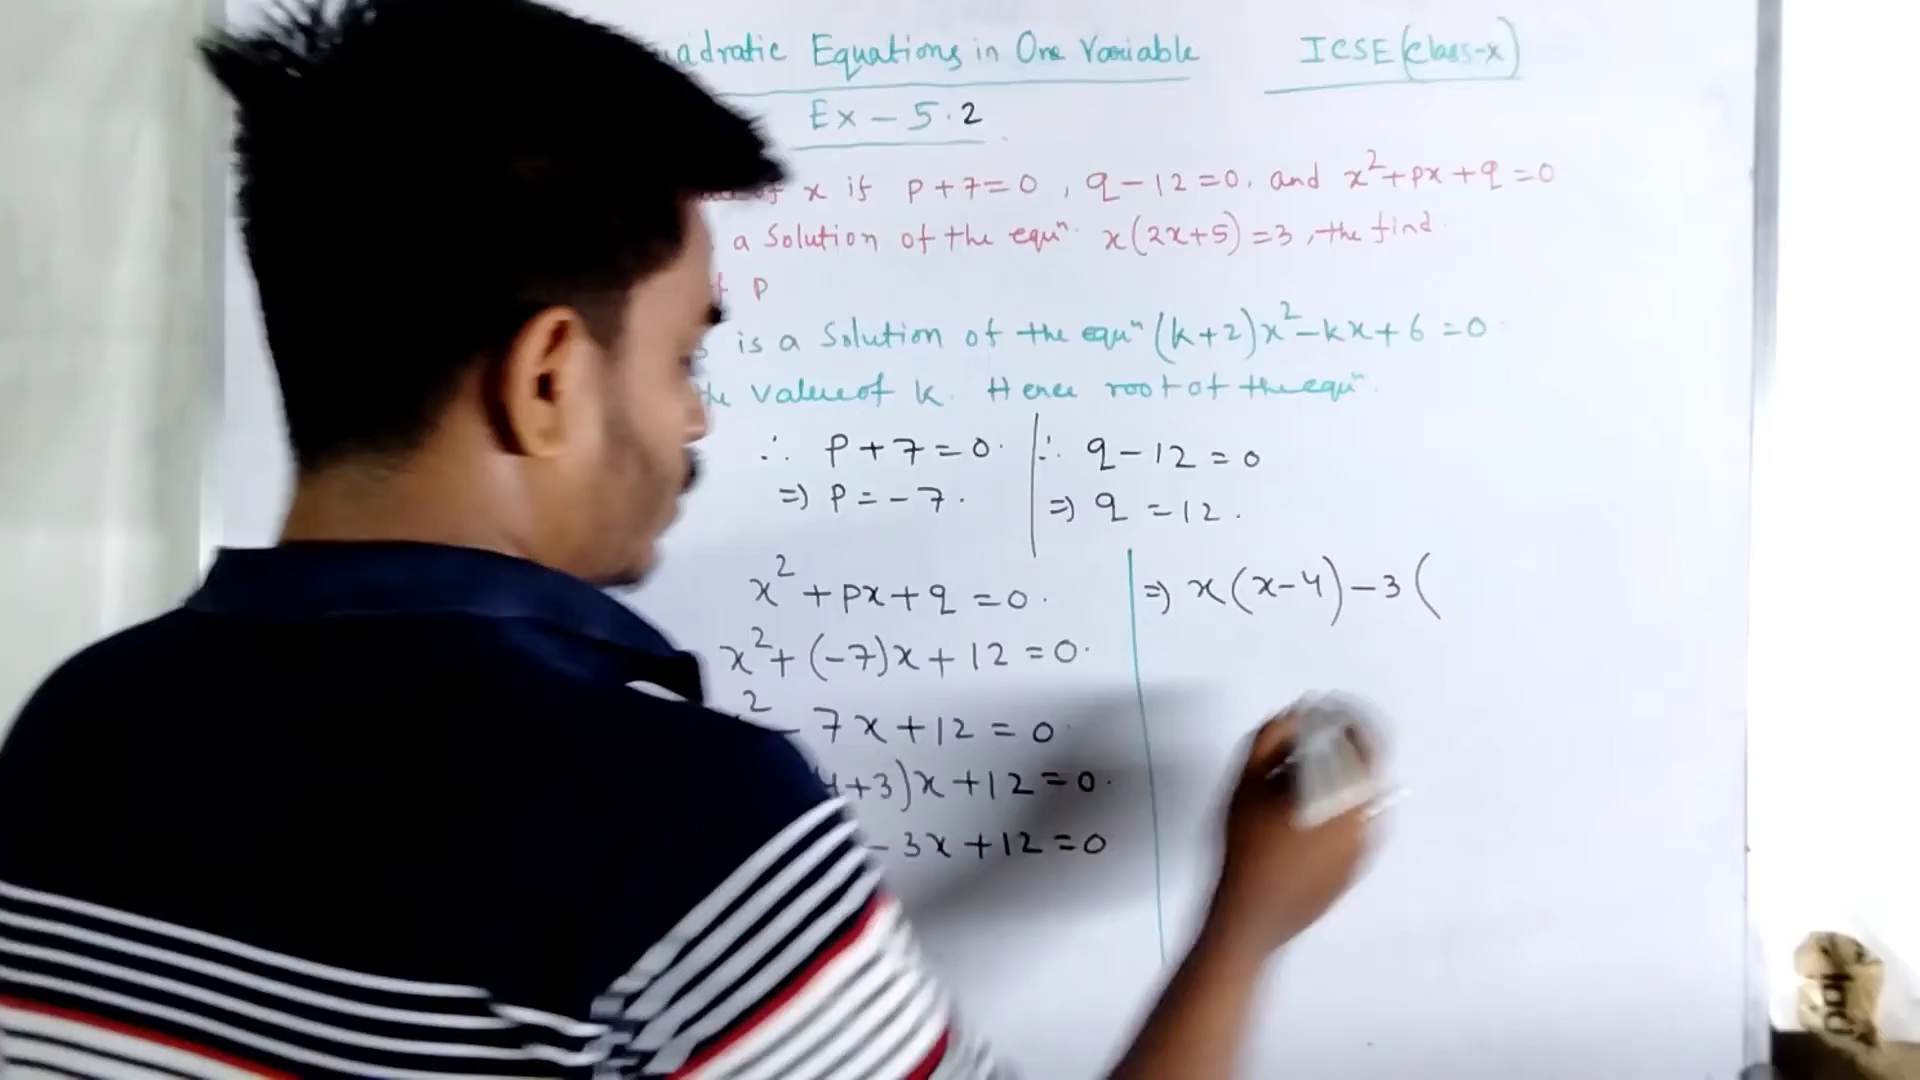 Quadratic Equations in One Variable ICSE (Class-X)
Ex - 5.2
of x if p+7=0, q-12=0, and x²+px+q=0
a Solution of the equⁿ. x(2x+5)=3, the find.
p
is a Solution of the equⁿ (k+2)x²-kx+6=0
the value of k. Hence root of the equⁿ.
∴ p+7=0. ∴ q-12=0
⇒ p=-7. ⇒ q=12.
x²+px+q=0.
x²+(-7)x+12=0.
7x+12=0.
+3)x+12=0.
-3x+12=0
⇒ x(x-4)-3(